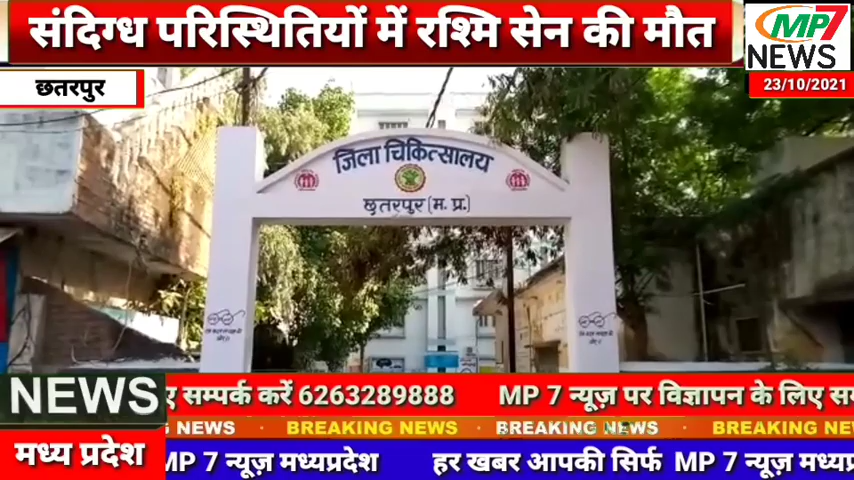 संदिग्ध परिस्थितियों में रश्मि सेन की मौत
MP7
NEWS
छतरपुर
23/10/2021
जिला चिकित्सालय
छतरपुर (म.प्र.)
NEWS
ए सम्पर्क करें 6263289888 MP 7 न्यूज़ पर विज्ञापन के लिए सम
NEWS BREAKING NEWS BREAKING NEWS BREAKING NE
मध्य प्रदेश
MP 7 न्यूज़ मध्यप्रदेश हर खबर आपकी सिर्फ MP 7 न्यूज़ मध्यप्र